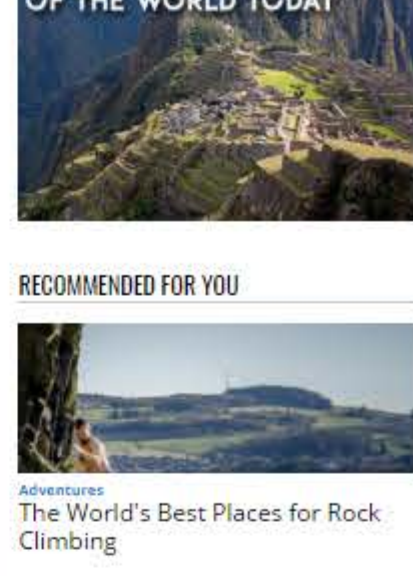 OF THE WORLD TODAY
RECOMMENDED FOR YOU
Adventures
The World's Best Places for Rock
Climbing